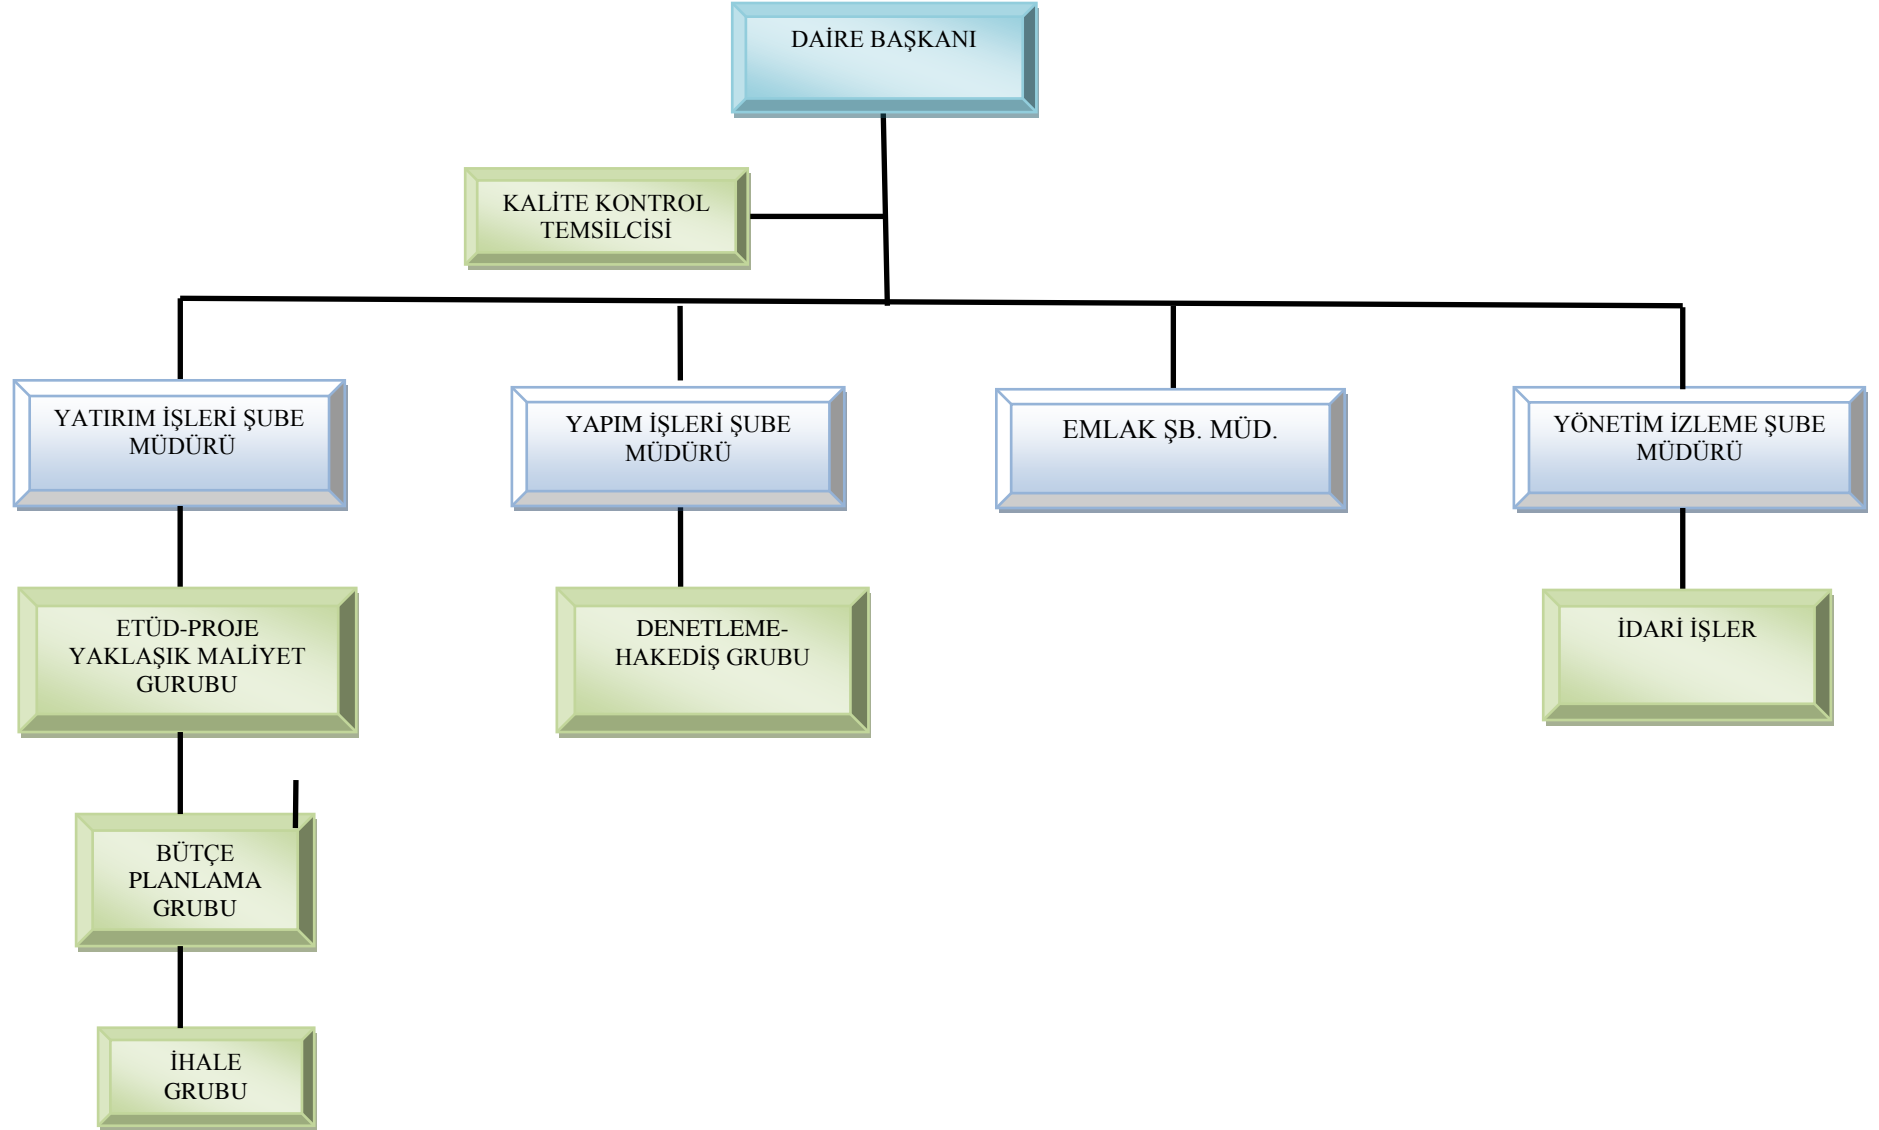 DAİRE BAŞKANI
KALİTE KONTROL
TEMSİLCİSİ
YATIRIM İŞLERİ ŞUBE
MÜDÜRÜ
YAPIM İŞLERİ ŞUBE
MÜDÜRÜ
EMLAK ŞB. MÜD.
YÖNETİM İZLEME ŞUBE
MÜDÜRÜ
ETÜD-PROJE
YAKLAŞIK MALİYET
GURUBU
DENETLEME-
HAKEDİŞ GRUBU
İDARİ İŞLER
BÜTÇE
PLANLAMA
GRUBU
İHALE
GRUBU